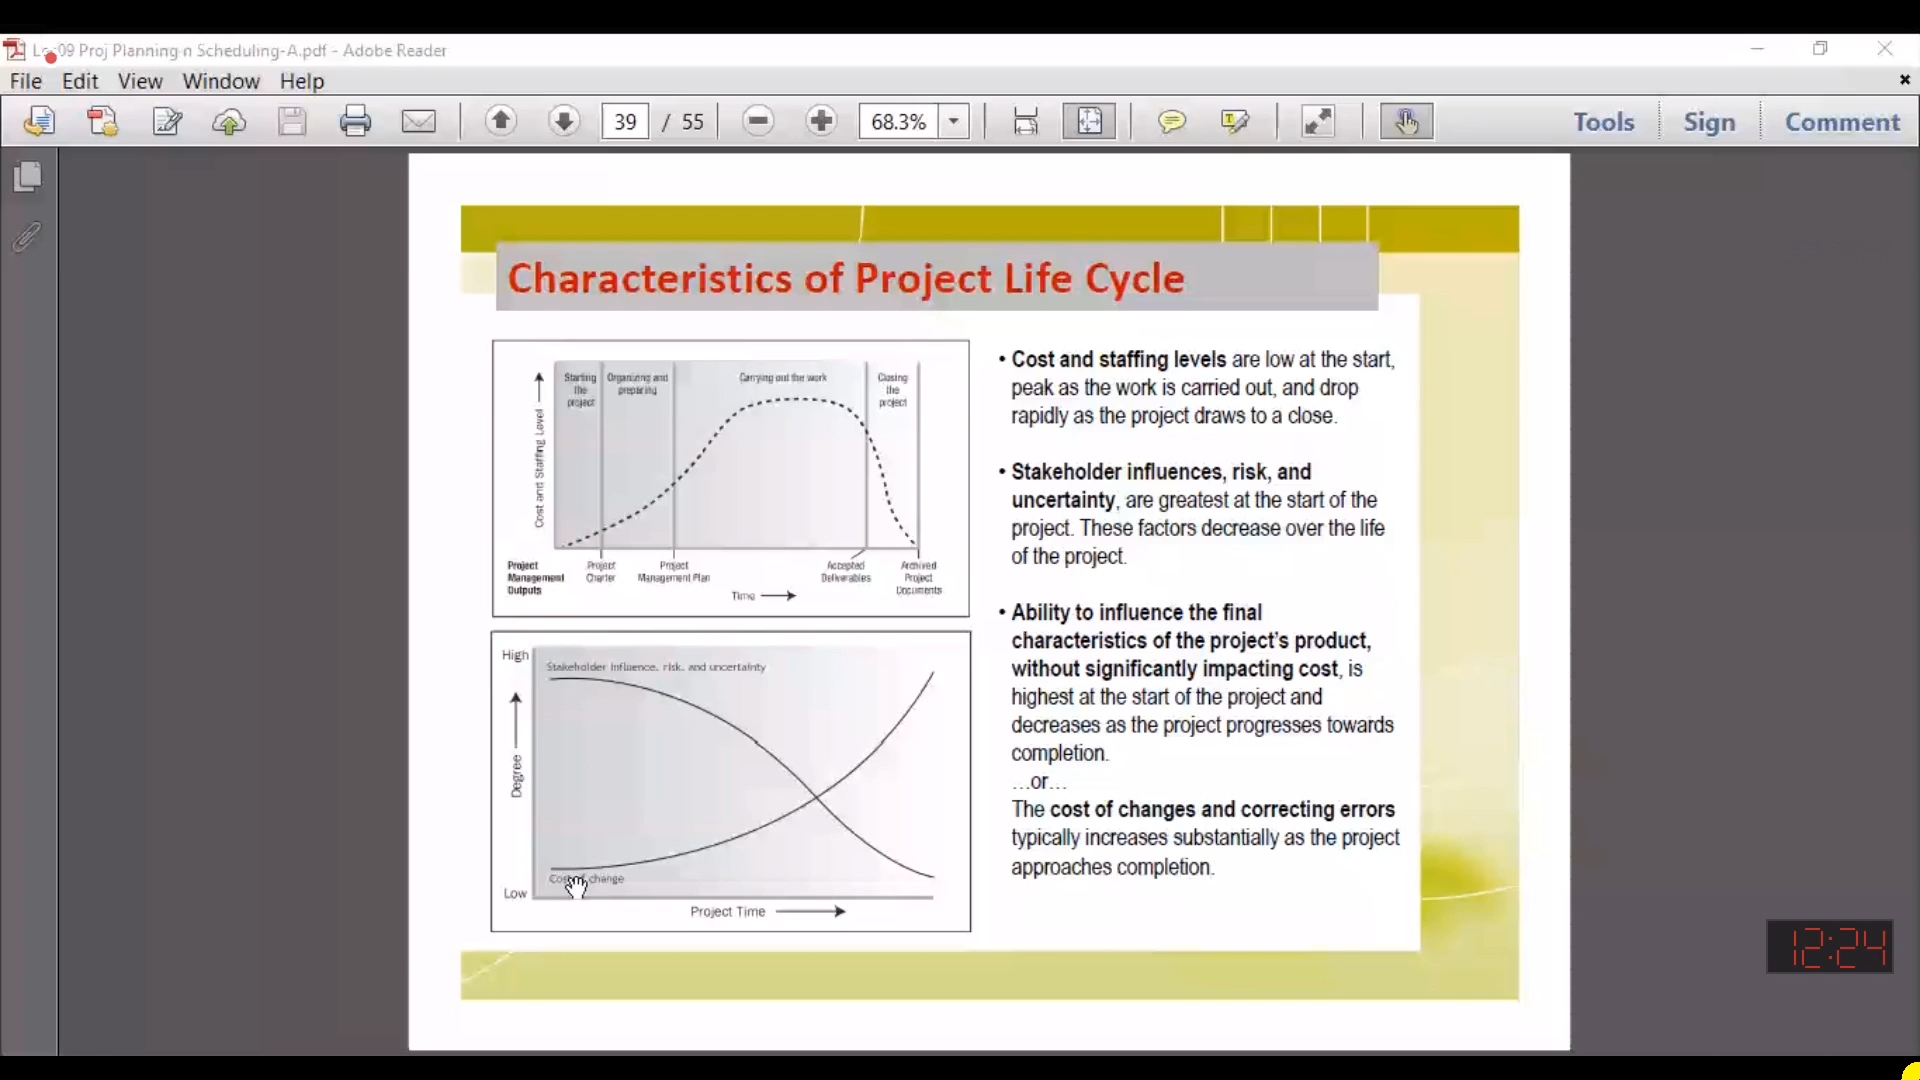 09 Proj Planning n Scheduling-A.pdf - Adobe Reader
File Edit View Window Help
39 / 55 68.3% Tools Sign Comment
Characteristics of Project Life Cycle
Starting the project
Organizing and preparing
Carrying out the work
Closing the project
Cost and Staffing Level
Project Management Outputs
Project Charter
Project Management Plan
Accepted Deliverables
Archived Project Documents
Time
High
Stakeholder influence, risk, and uncertainty
Degree
Cost of change
Low
Project Time
• Cost and staffing levels are low at the start,
peak as the work is carried out, and drop
rapidly as the project draws to a close.
• Stakeholder influences, risk, and
uncertainty, are greatest at the start of the
project. These factors decrease over the life
of the project.
• Ability to influence the final
characteristics of the project's product,
without significantly impacting cost, is
highest at the start of the project and
decreases as the project progresses towards
completion.
…or…
The cost of changes and correcting errors
typically increases substantially as the project
approaches completion.
12:24